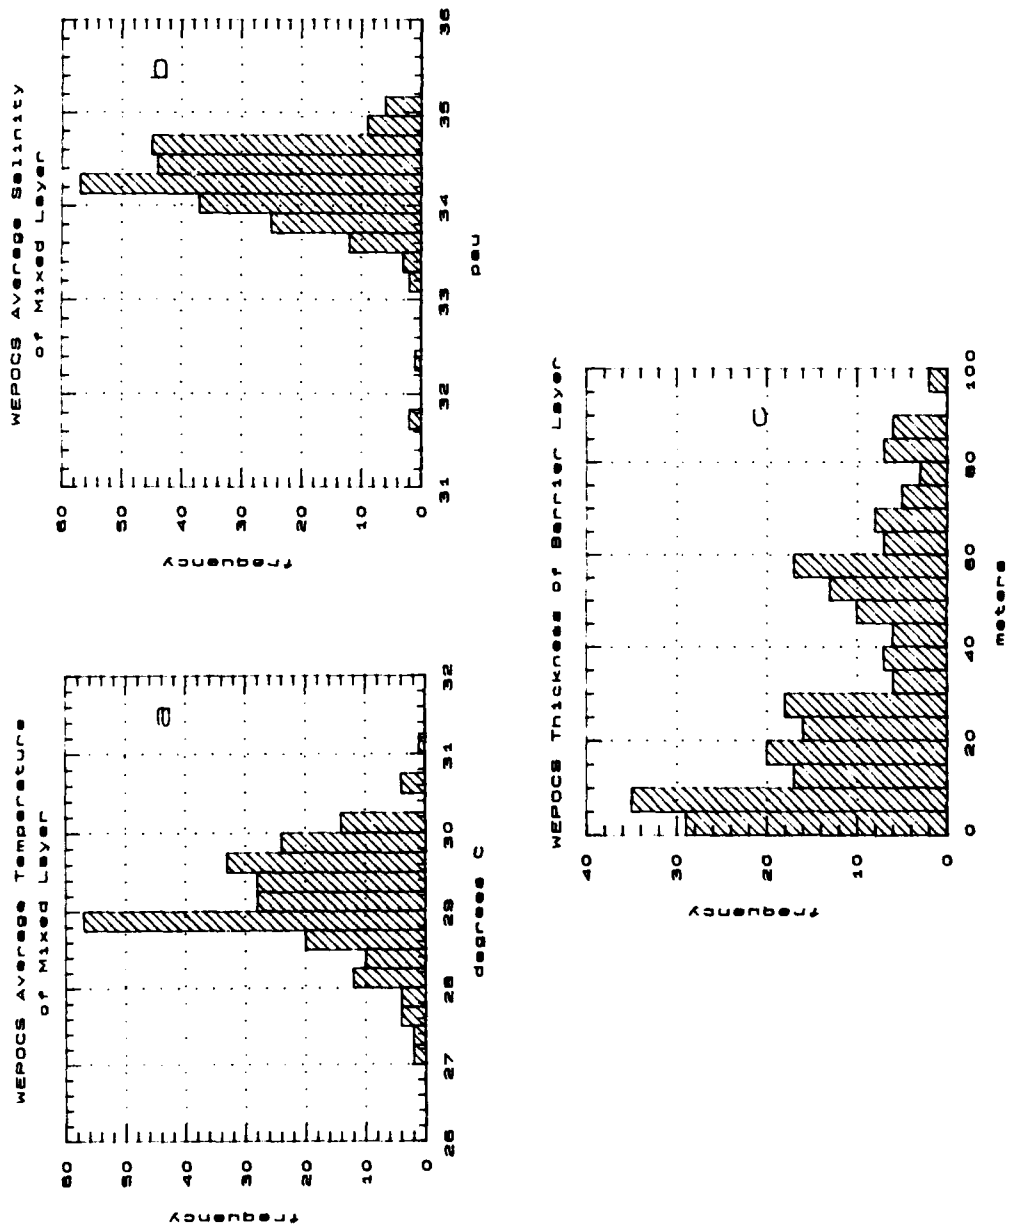 WEPOCS Average Temperature
of Mixed Layer
a
frequency
60
50
40
30
20
10
0
26 27 28 29 30 31 32
degrees C
WEPOCS Average Salinity
of Mixed Layer
b
frequency
60
50
40
30
20
10
0
31 32 33 34 35 36
psu
WEPOCS Thickness of Barrier Layer
c
frequency
40
30
20
10
0
0 20 40 60 80 100
meters